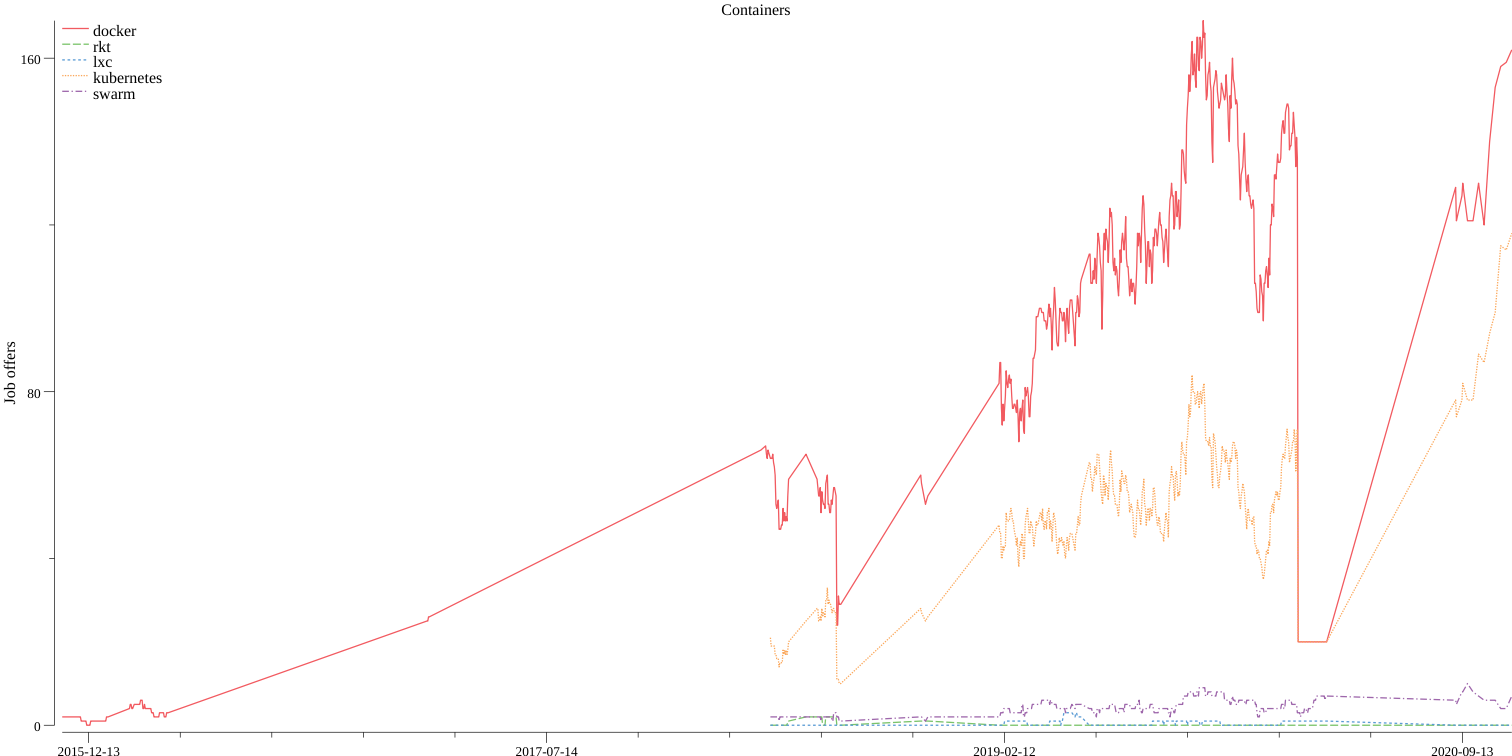 Containers
docker
rkt
lxc
kubernetes
swarm
160
80
0
Job offers
2015-12-13
2017-07-14
2019-02-12
2020-09-13